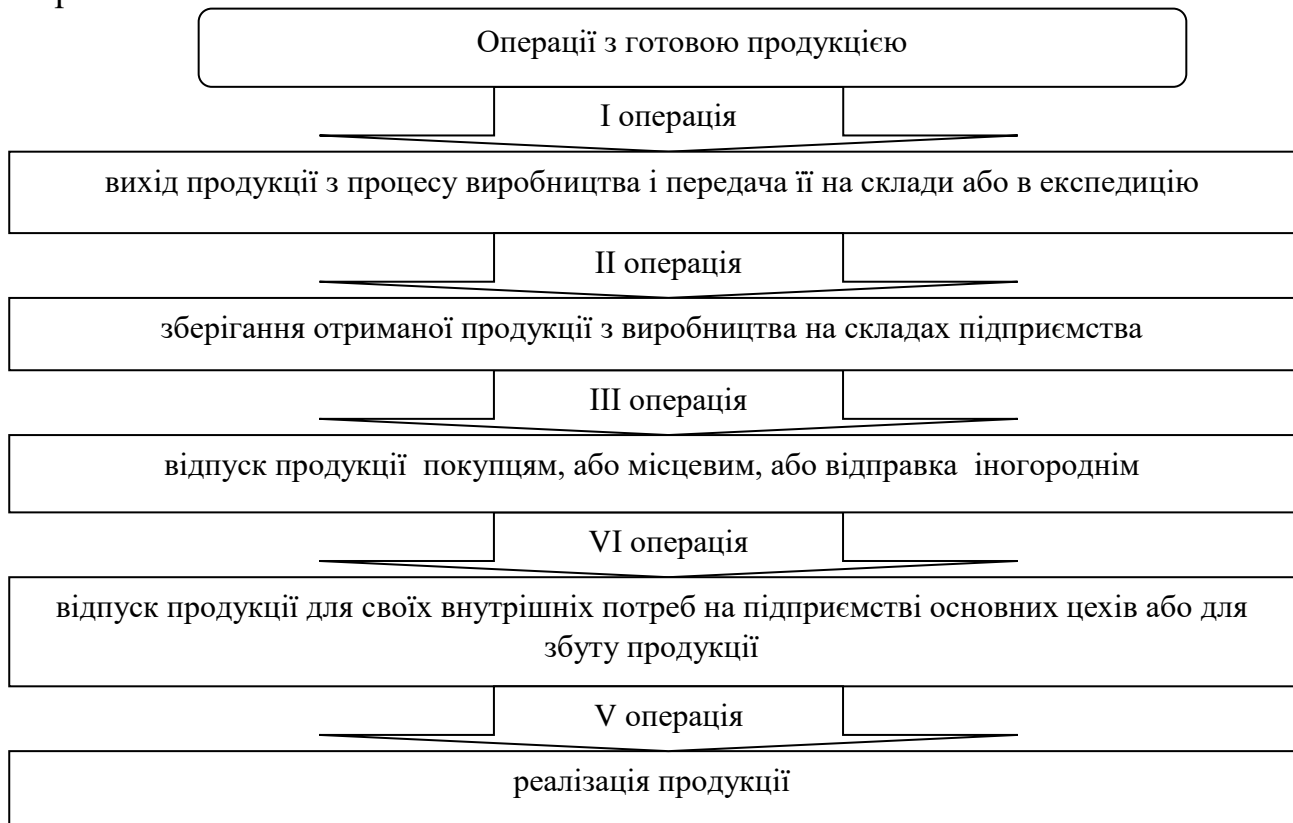 Операції з готовою продукцією
I операція
вихід продукції з процесу виробництва і передача її на склади або в експедицію
II операція
зберігання отриманої продукції з виробництва на складах підприємства
III операція
відпуск продукції покупцям, або місцевим, або відправка іногороднім
VI операція
відпуск продукції для своїх внутрішніх потреб на підприємстві основних цехів або для
збуту продукції
V операція
реалізація продукції